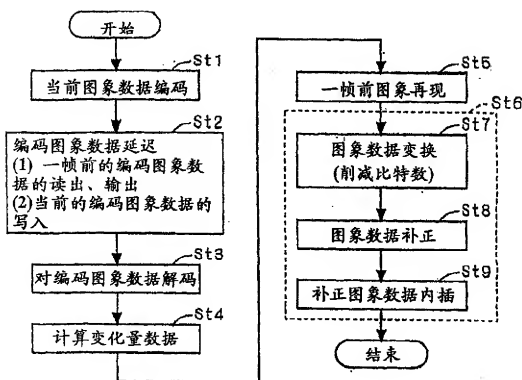 开始
St1
当前图象数据编码
St2
编码图象数据延迟
(1) 一帧前的编码图象数
据的读出、输出
(2)当前的编码图象数据的
写入
St3
对编码图象数据解码
St4
计算变化量数据
St5
一帧前图象再现
St6
St7
图象数据变换
(削减比特数)
St8
图象数据补正
St9
补正图象数据内插
结束